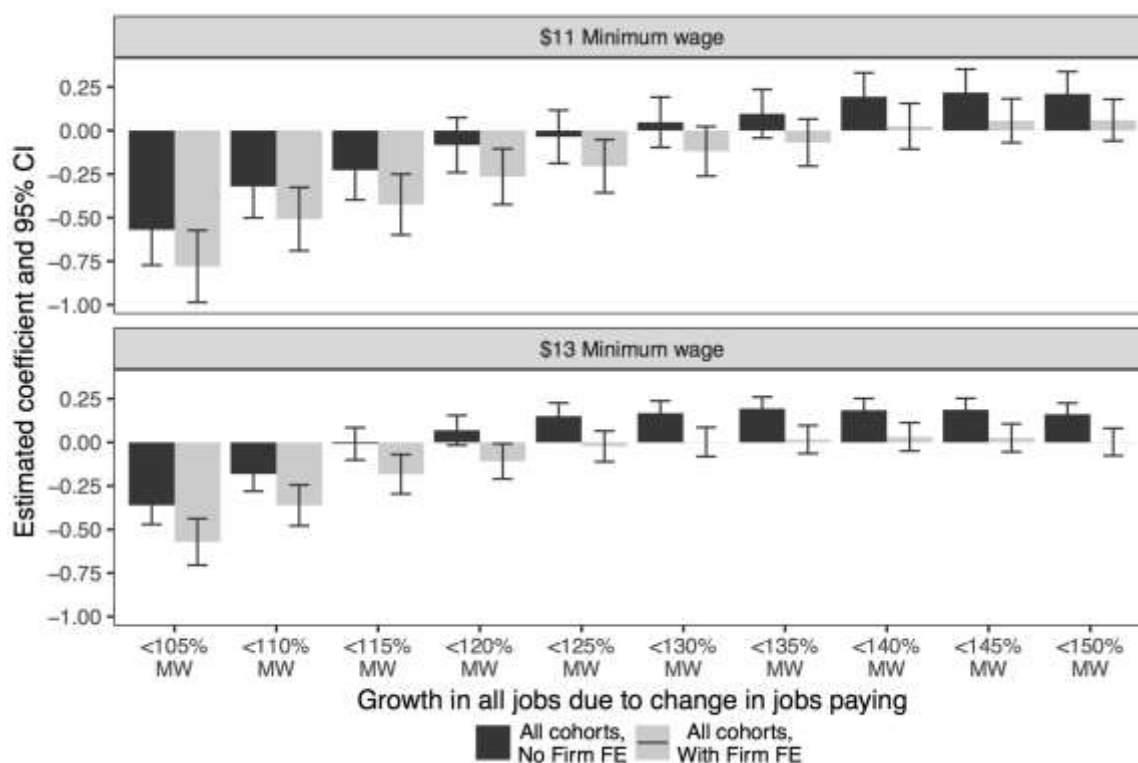 $11 Minimum wage
0.25
0.00
−0.25
−0.50
−0.75
−1.00
$13 Minimum wage
0.25
0.00
−0.25
−0.50
−0.75
−1.00
Estimated coefficient and 95% CI
<105% <110% <115% <120% <125% <130% <135% <140% <145% <150%
MW MW MW MW MW MW MW MW MW MW
Growth in all jobs due to change in jobs paying
All cohorts, All cohorts,
No Firm FE With Firm FE